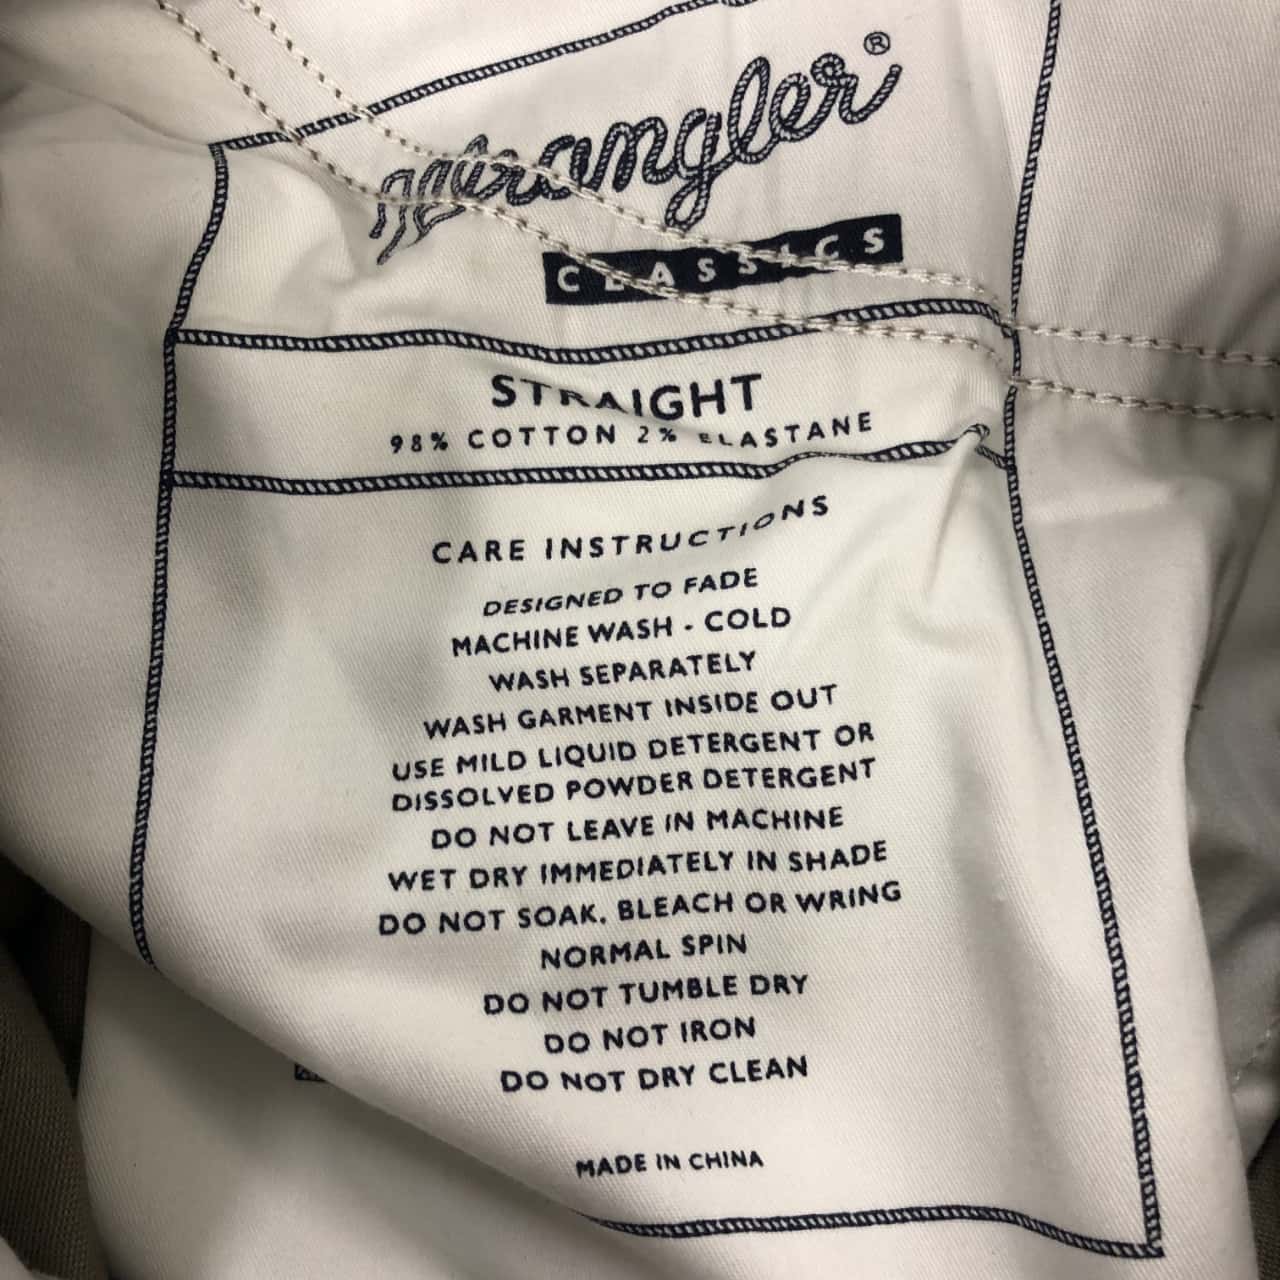 Wrangler®
CLASSICS
STRAIGHT
98% COTTON 2% ELASTANE
CARE INSTRUCTIONS
DESIGNED TO FADE
MACHINE WASH - COLD
WASH SEPARATELY
WASH GARMENT INSIDE OUT
USE MILD LIQUID DETERGENT OR
DISSOLVED POWDER DETERGENT
DO NOT LEAVE IN MACHINE
WET DRY IMMEDIATELY IN SHADE
DO NOT SOAK, BLEACH OR WRING
NORMAL SPIN
DO NOT TUMBLE DRY
DO NOT IRON
DO NOT DRY CLEAN
MADE IN CHINA